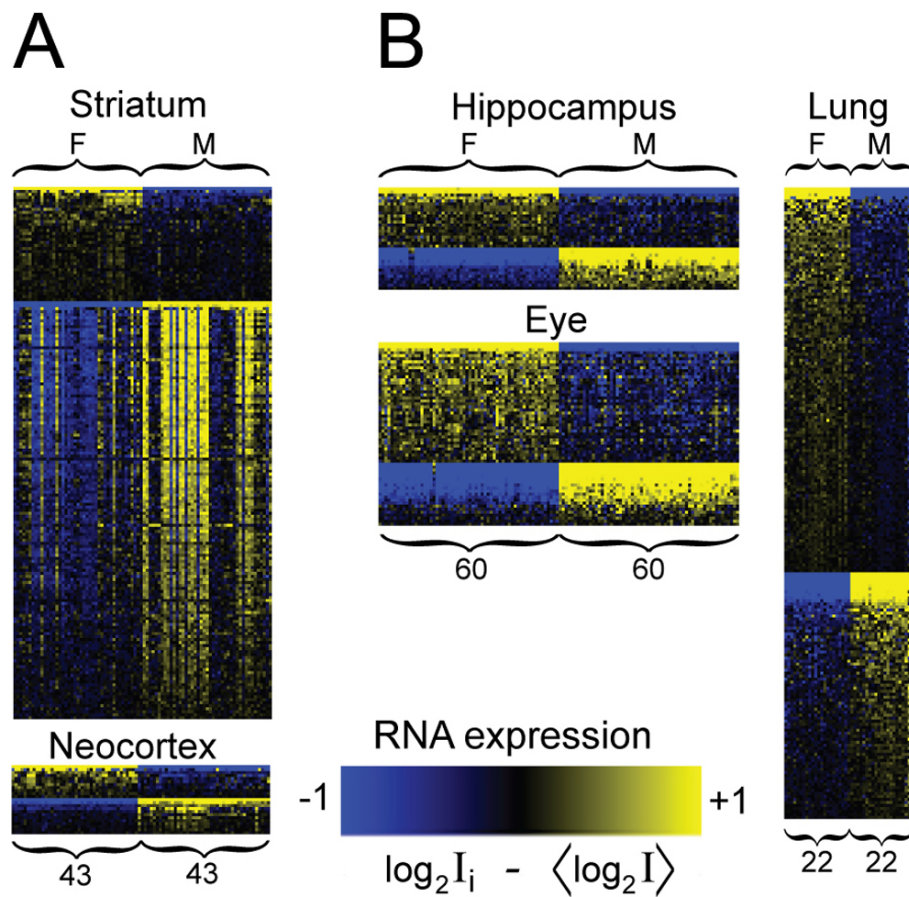 A
B
Striatum
F M
Hippocampus
F M
Lung
F M
Eye
60 60
Neocortex
43 43
RNA expression
-1 +1
log₂Iᵢ - ⟨log₂I⟩
22 22